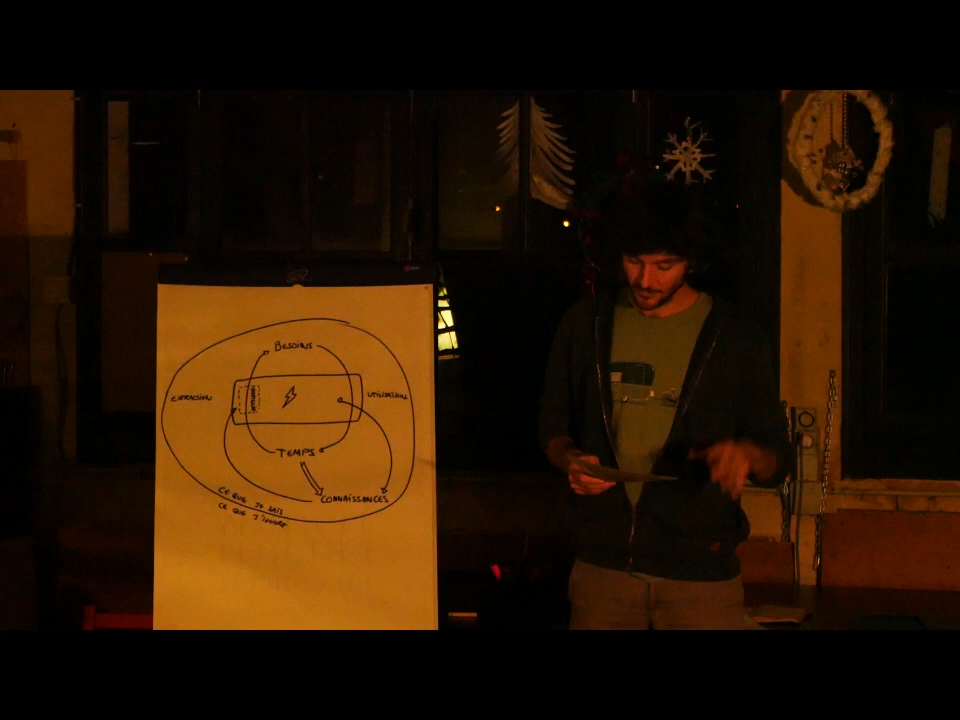 BESOINS
EXTRACTION
UTILISATION
TEMPS
CONNAISSANCES
CE QUE JE SAIS
CE QUE J'IGNORE